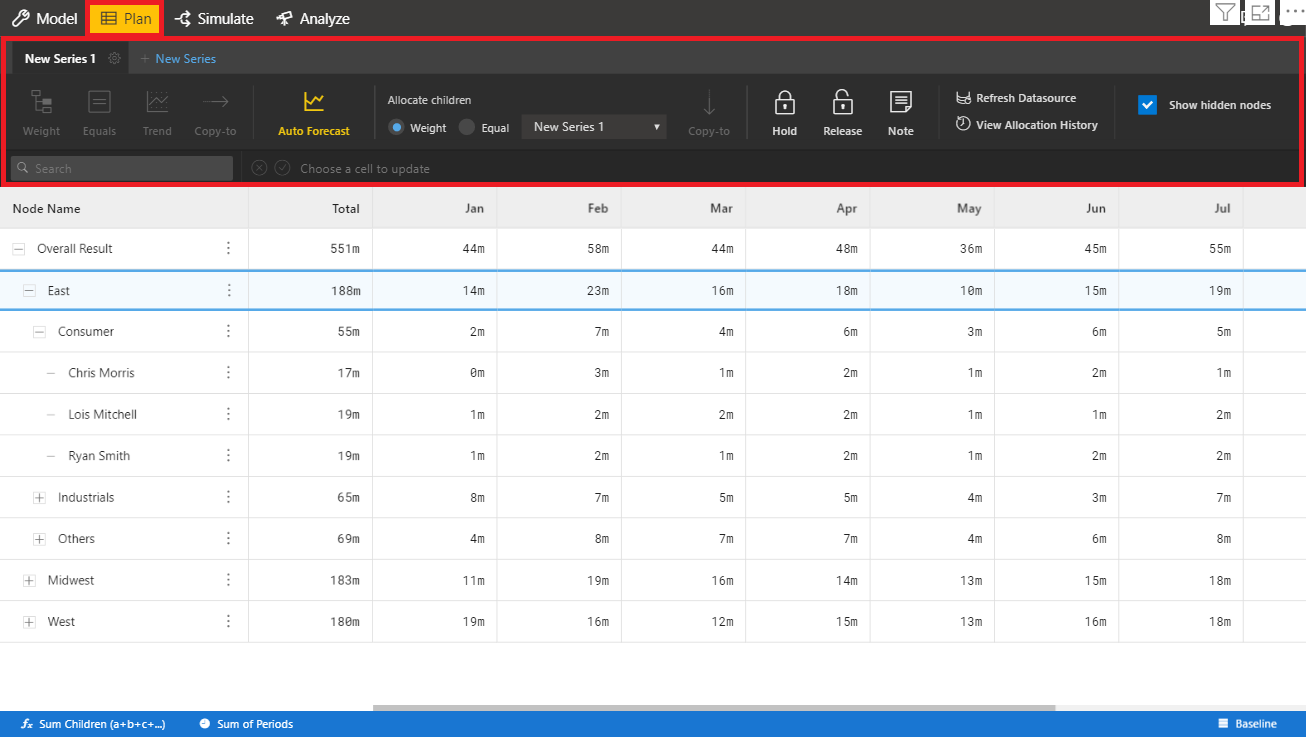 Model Plan Simulate Analyze
New Series 1 + New Series
Weight Equals Trend Copy-to Auto Forecast Allocate children Weight Equal New Series 1 Copy-to Hold Release Note Refresh Datasource View Allocation History Show hidden nodes
Search Choose a cell to update
Node Name Total Jan Feb Mar Apr May Jun Jul
Overall Result 551m 44m 58m 44m 48m 36m 45m 55m
East 188m 14m 23m 16m 18m 10m 15m 19m
Consumer 55m 2m 7m 4m 6m 3m 6m 5m
Chris Morris 17m 0m 3m 1m 2m 1m 2m 1m
Lois Mitchell 19m 1m 2m 2m 2m 1m 1m 2m
Ryan Smith 19m 1m 2m 1m 2m 1m 2m 2m
Industrials 65m 8m 7m 5m 5m 4m 3m 7m
Others 69m 4m 8m 7m 7m 4m 6m 8m
Midwest 183m 11m 19m 16m 14m 13m 15m 18m
West 180m 19m 16m 12m 15m 13m 16m 18m
fx Sum Children (a+b+c+...) Sum of Periods Baseline